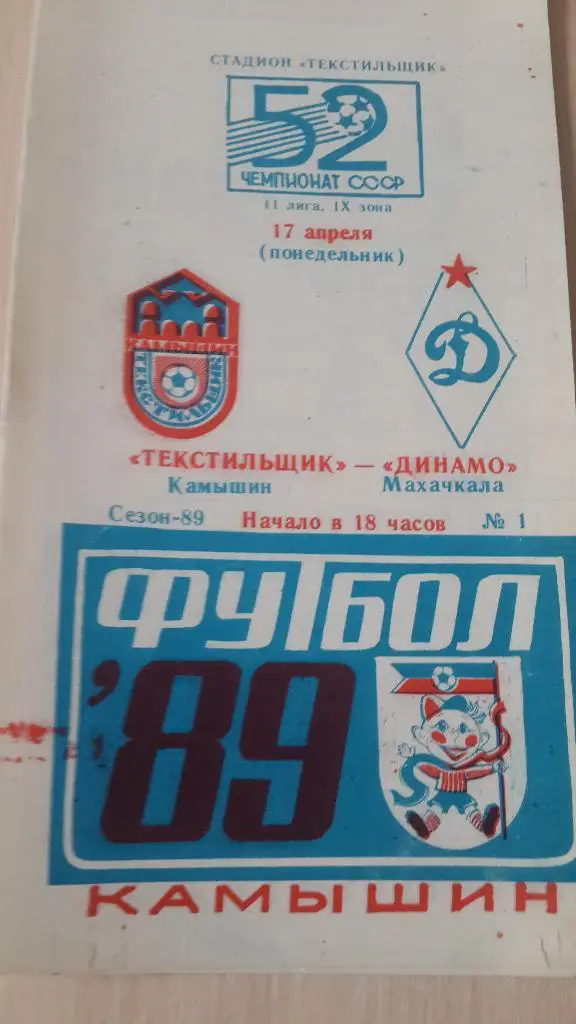 СТАДИОН «ТЕКСТИЛЬЩИК»
52
ЧЕМПИОНАТ СССР
11 лига, IX зона
17 апреля
(понедельник)
КАМЫШИН
ТЕКСТИЛЬЩИК
Д
«ТЕКСТИЛЬЩИК» — «ДИНАМО»
Камышин Махачкала
Сезон-89 Начало в 18 часов № 1
ФУТБОЛ
'89
КАМЫШИН